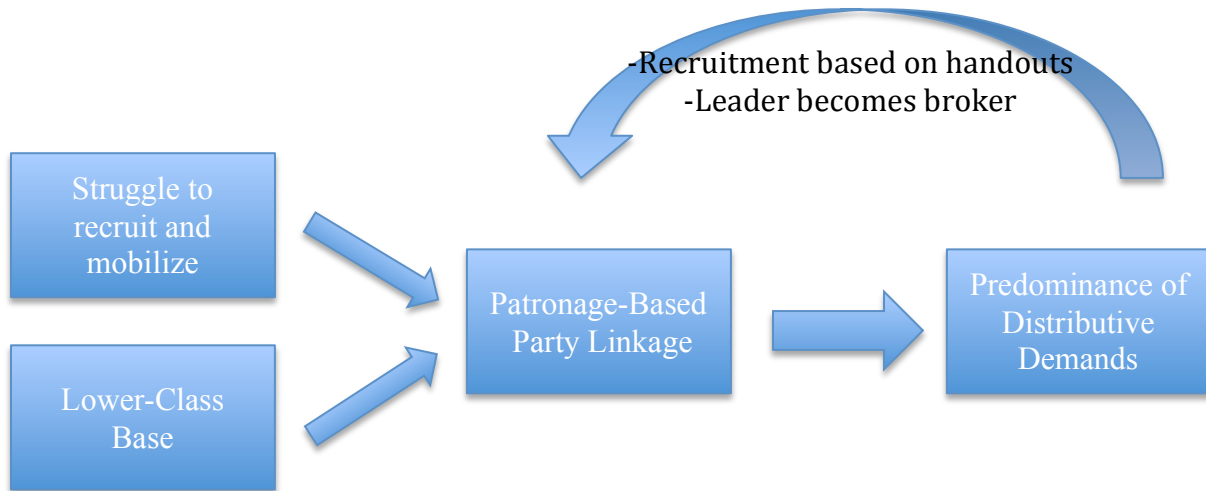 -Recruitment based on handouts
-Leader becomes broker
Struggle to
recruit and
mobilize
Lower-Class
Base
Patronage-Based
Party Linkage
Predominance of
Distributive
Demands